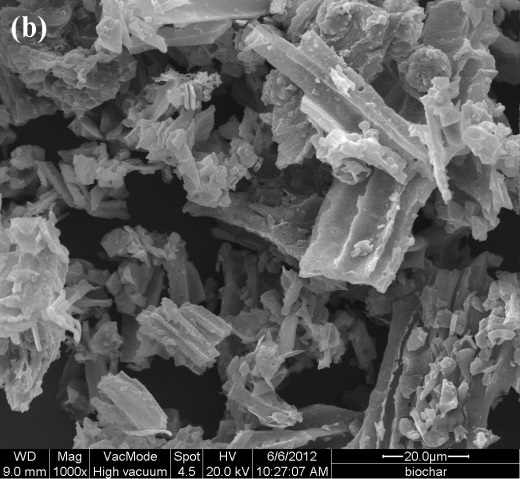 (b)
WD Mag VacMode Spot HV 6/6/2012 20.0µm
9.0 mm 1000x High vacuum 4.5 20.0 kV 10:27:07 AM biochar